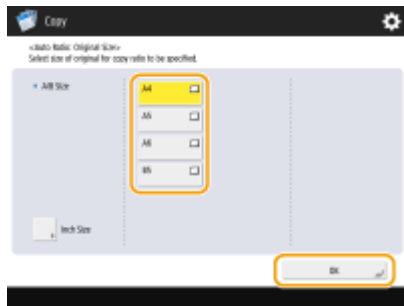 Copy
<Auto Ratio: Original Size>
Select size of original for copy ratio to be specified.
A/B Size
A4
A5
A6
B5
Inch Size
OK